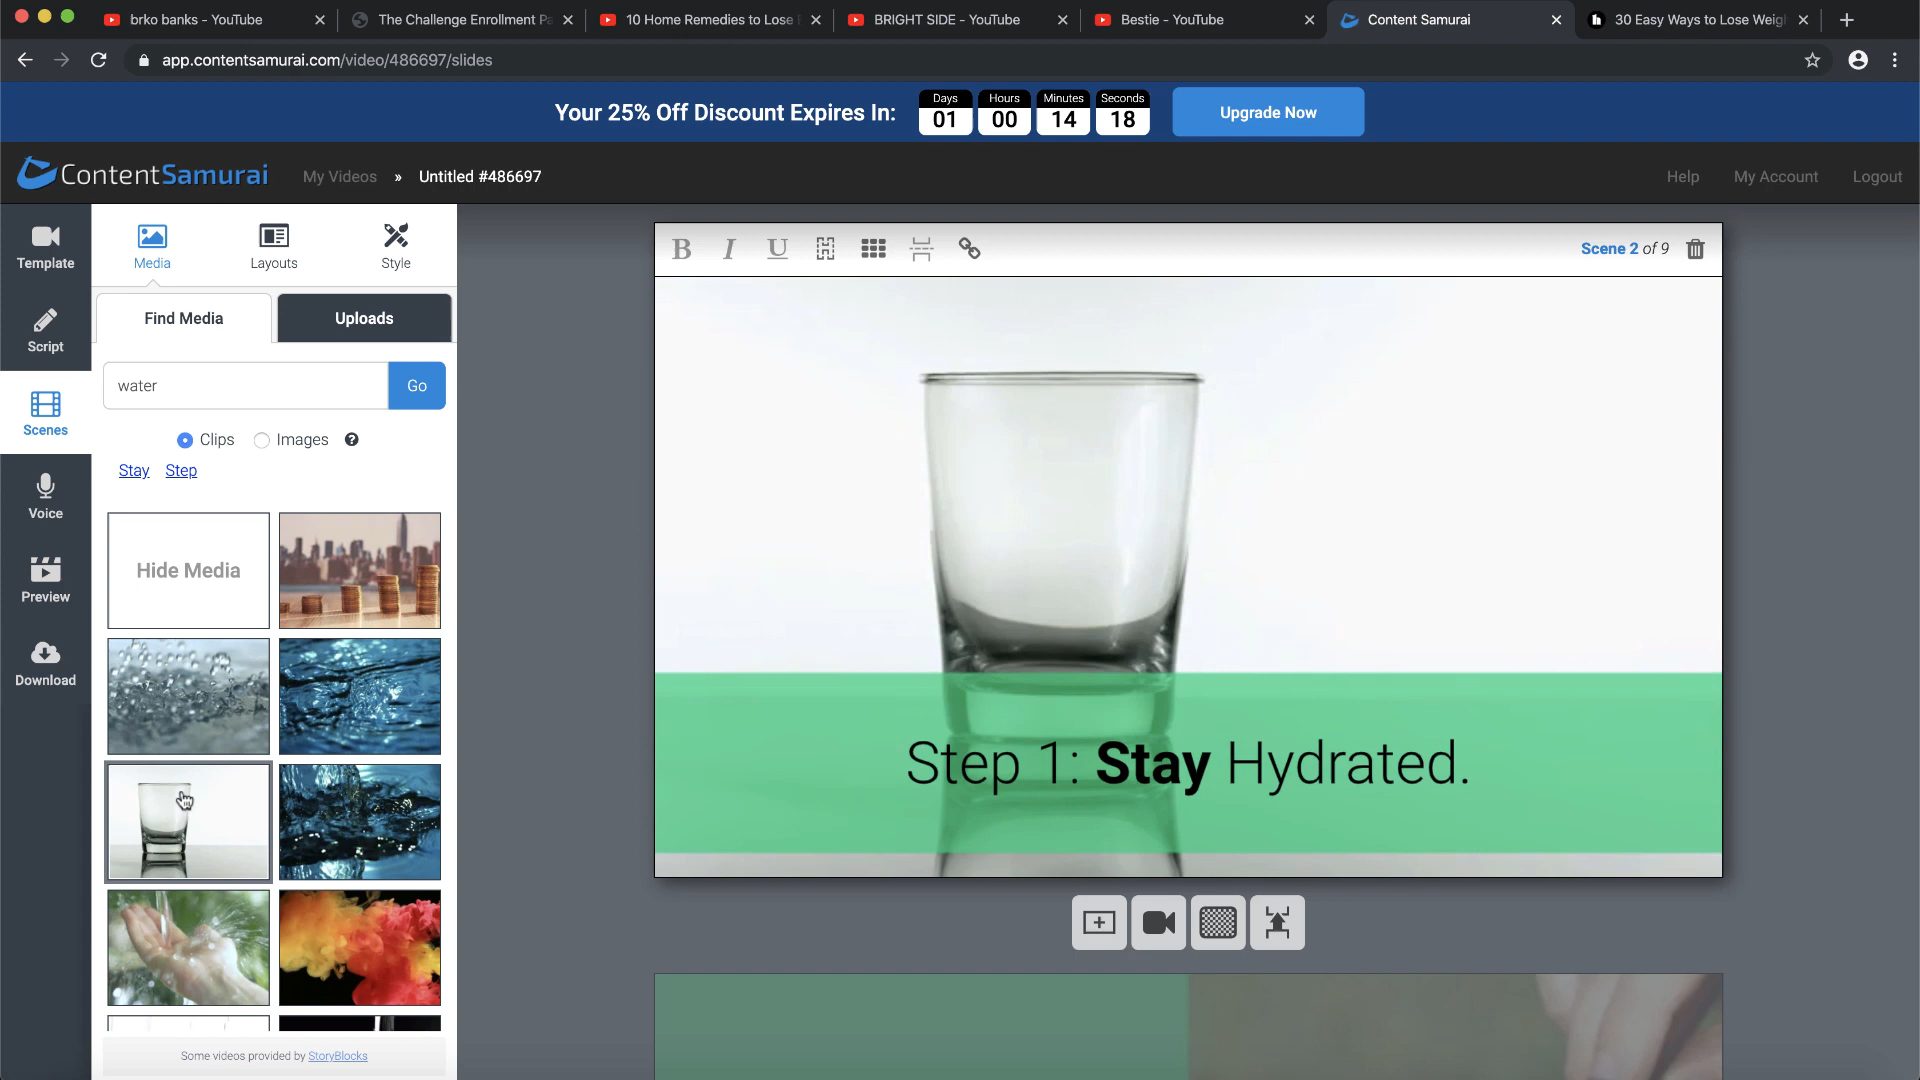 brko banks - YouTube
The Challenge Enrollment Pa
10 Home Remedies to Lose
BRIGHT SIDE - YouTube
Bestie - YouTube
Content Samurai
30 Easy Ways to Lose Weig
app.contentsamurai.com/video/486697/slides
Your 25% Off Discount Expires In:
Days Hours Minutes Seconds
01 00 14 18
Upgrade Now
ContentSamurai
My Videos » Untitled #486697
Help My Account Logout
Template
Script
Scenes
Voice
Preview
Download
Media Layouts Style
Find Media Uploads
water Go
Clips Images ?
Stay Step
Hide Media
Some videos provided by StoryBlocks
B I U
Scene 2 of 9
Step 1: Stay Hydrated.